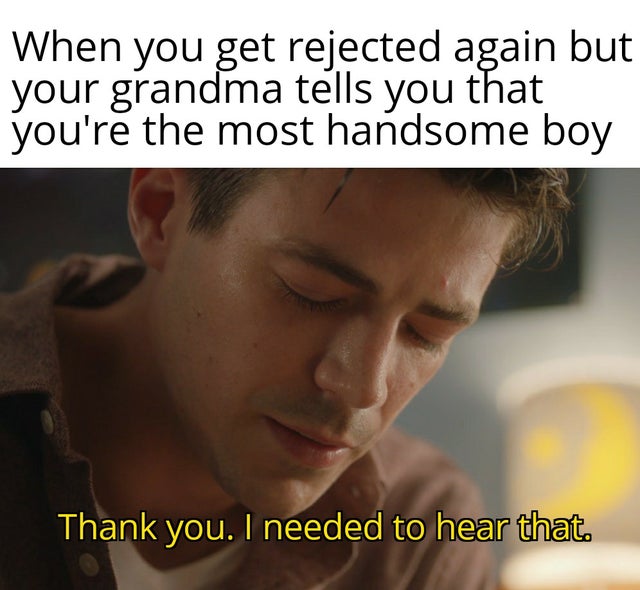 When you get rejected again but
your grandma tells you that
you're the most handsome boy
Thank you. I needed to hear that.